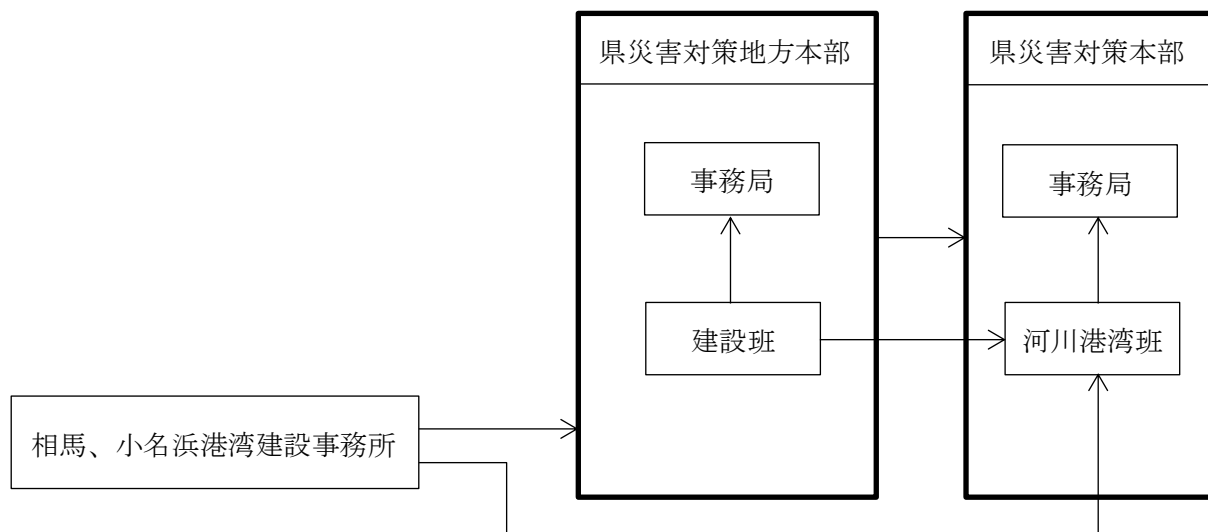 県災害対策地方本部
県災害対策本部
事務局
事務局
建設班
河川港湾班
相馬、小名浜港湾建設事務所